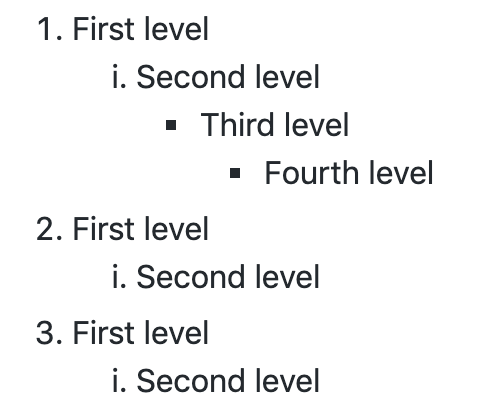 1. First level
i. Second level
▪ Third level
▪ Fourth level
2. First level
i. Second level
3. First level
i. Second level